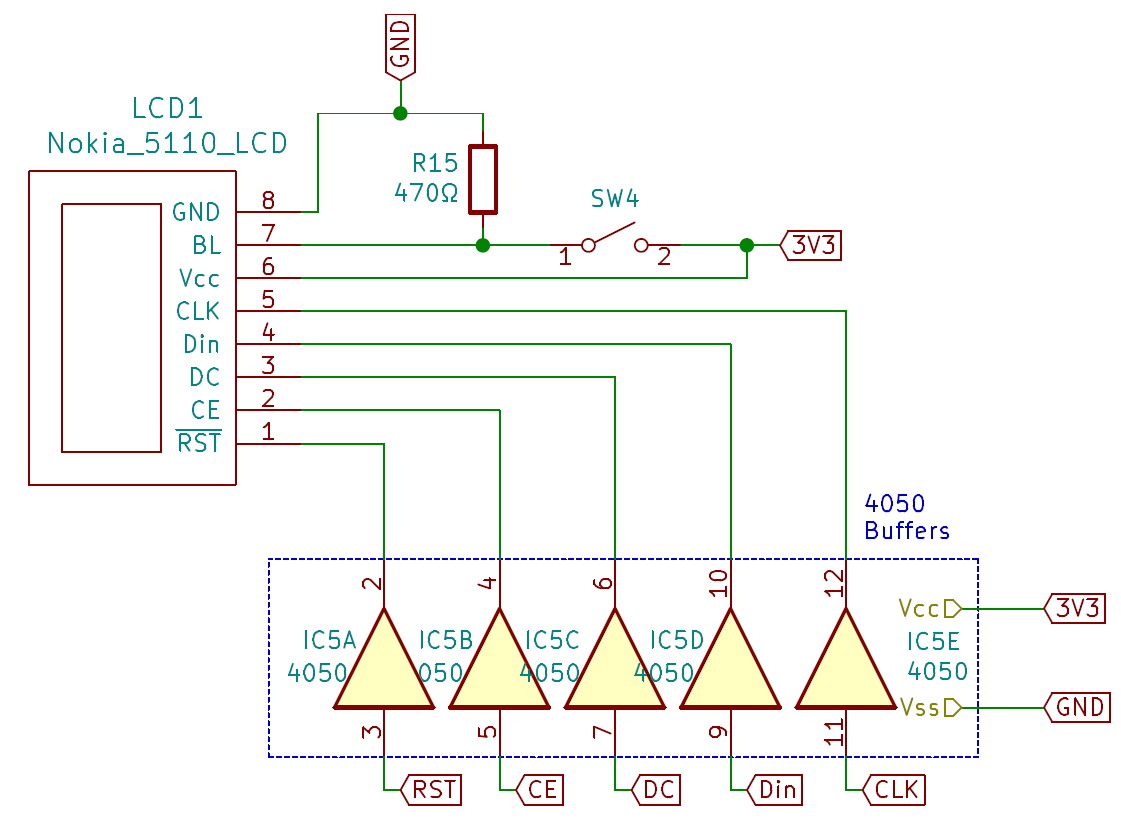 GND
LCD1
Nokia_5110_LCD
R15
470Ω
SW4
GND 8
BL 7
1 2
3V3
Vcc 6
CLK 5
Din 4
DC 3
CE 2
RST 1
4050
Buffers
2 4 6 10 12
Vcc 3V3
IC5A IC5B IC5C IC5D IC5E
4050 050 4050 4050 4050
Vss GND
3 5 7 9 11
RST CE DC Din CLK